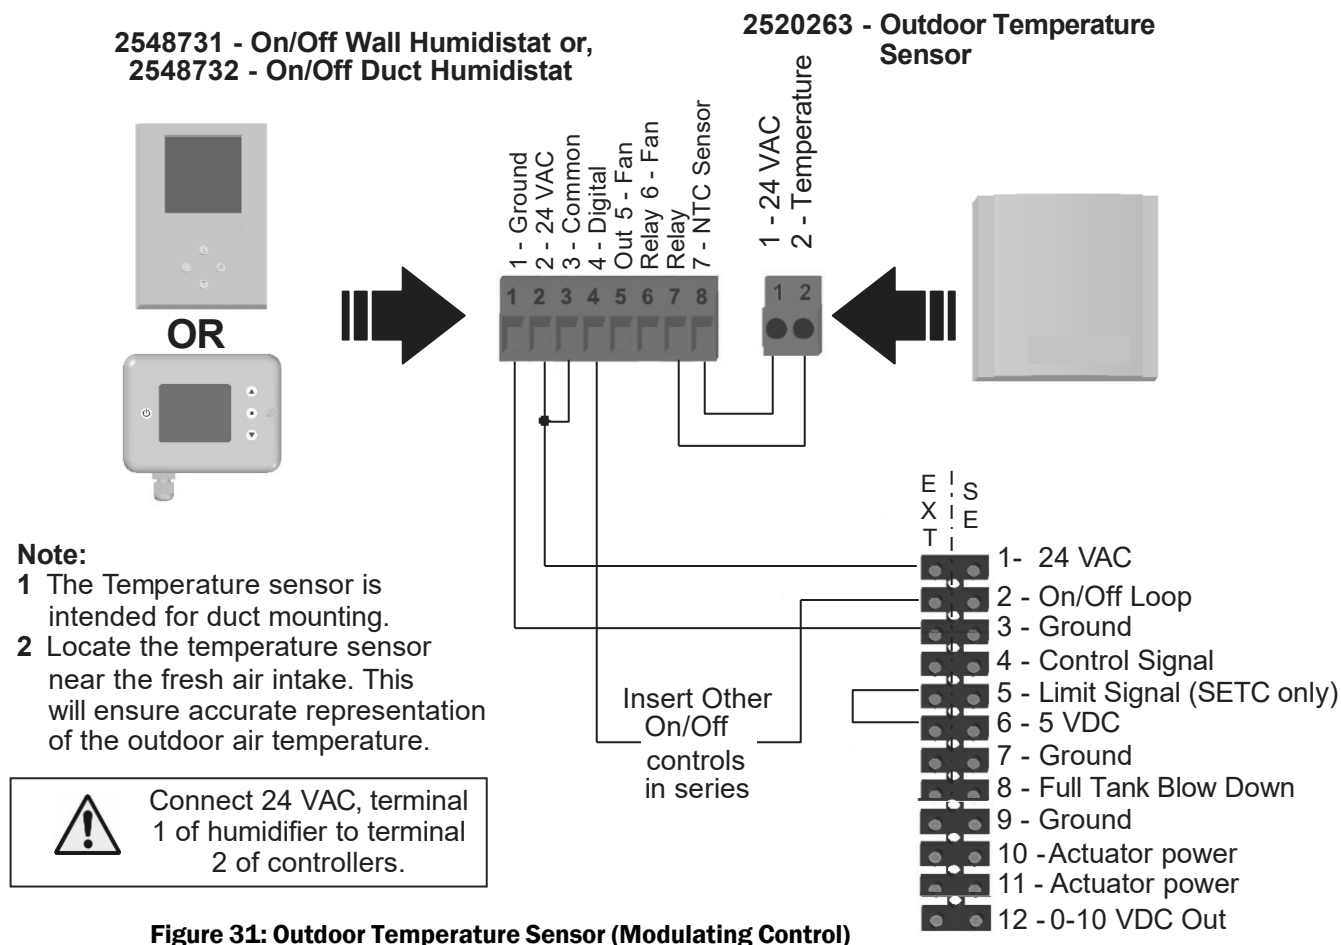 2548731 - On/Off Wall Humidistat or,
2548732 - On/Off Duct Humidistat
2520263 - Outdoor Temperature
Sensor
1 - Ground
2 - 24 VAC
3 - Common
4 - Digital
Out 5 - Fan
Relay 6 - Fan
Relay
7 - NTC Sensor
1 - 24 VAC
2 - Temperature
1 2 3 4 5 6 7 8
1 2
OR
EXT
SE
1- 24 VAC
2 - On/Off Loop
3 - Ground
4 - Control Signal
5 - Limit Signal (SETC only)
6 - 5 VDC
7 - Ground
8 - Full Tank Blow Down
9 - Ground
10 -Actuator power
11 - Actuator power
12 -0-10 VDC Out
Insert Other
On/Off
controls
in series
Note:
1 The Temperature sensor is
intended for duct mounting.
2 Locate the temperature sensor
near the fresh air intake. This
will ensure accurate representation
of the outdoor air temperature.
Connect 24 VAC, terminal
1 of humidifier to terminal
2 of controllers.
Figure 31: Outdoor Temperature Sensor (Modulating Control)